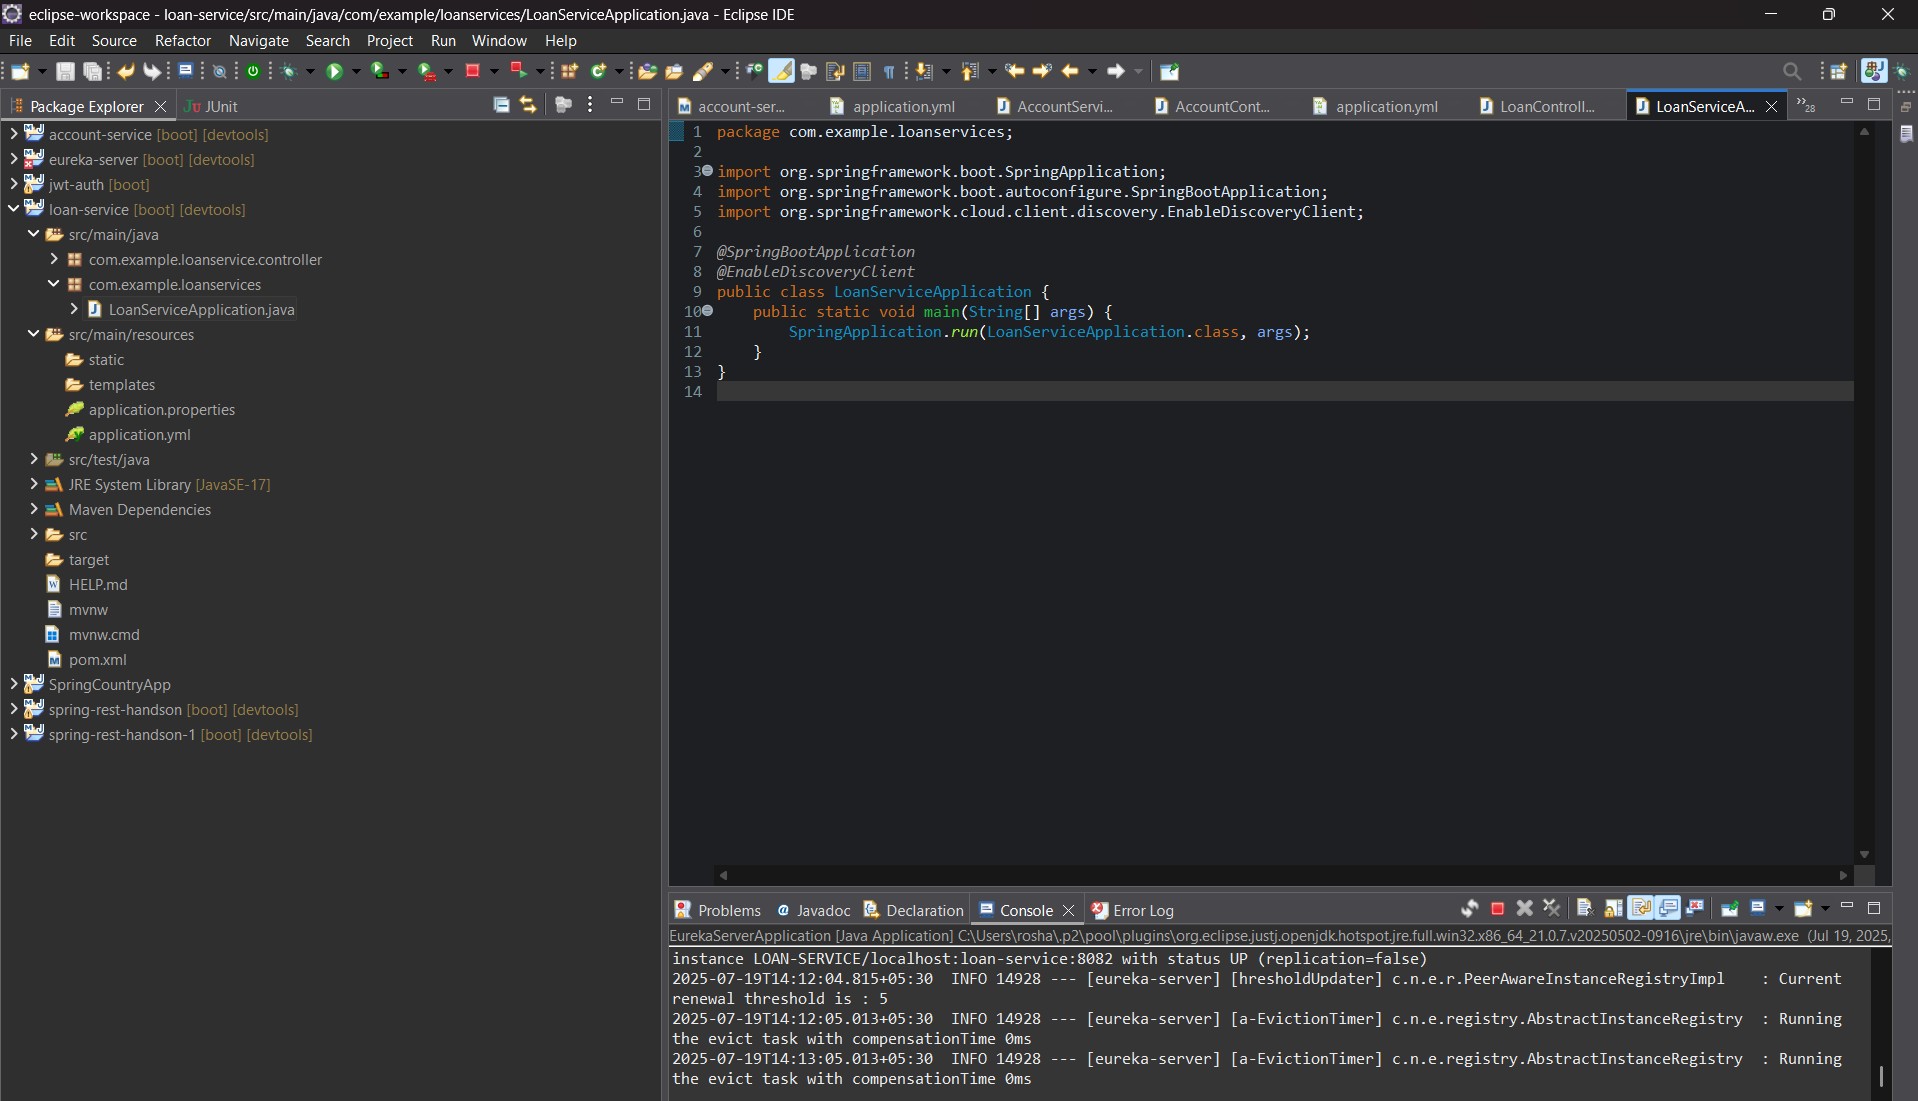 eclipse-workspace - loan-service/src/main/java/com/example/loanservices/LoanServiceApplication.java - Eclipse IDE
File Edit Source Refactor Navigate Search Project Run Window Help
Package Explorer JUnit
account-service [boot] [devtools]
eureka-server [boot] [devtools]
jwt-auth [boot]
loan-service [boot] [devtools]
src/main/java
com.example.loanservice.controller
com.example.loanservices
LoanServiceApplication.java
src/main/resources
static
templates
application.properties
application.yml
src/test/java
JRE System Library [JavaSE-17]
Maven Dependencies
src
target
HELP.md
mvnw
mvnw.cmd
pom.xml
SpringCountryApp
spring-rest-handson [boot] [devtools]
spring-rest-handson-1 [boot] [devtools]
account-ser... application.yml AccountServi... AccountCont... application.yml LoanControll... LoanServiceA... »28
1 package com.example.loanservices;
2
3 import org.springframework.boot.SpringApplication;
4 import org.springframework.boot.autoconfigure.SpringBootApplication;
5 import org.springframework.cloud.client.discovery.EnableDiscoveryClient;
6
7 @SpringBootApplication
8 @EnableDiscoveryClient
9 public class LoanServiceApplication {
10 public static void main(String[] args) {
11 SpringApplication.run(LoanServiceApplication.class, args);
12 }
13 }
14
Problems Javadoc Declaration Console Error Log
EurekaServerApplication [Java Application] C:\Users\rosha\.p2\pool\plugins\org.eclipse.justj.openjdk.hotspot.jre.full.win32.x86_64_21.0.7.v20250502-0916\jre\bin\javaw.exe (Jul 19, 2025,
instance LOAN-SERVICE/localhost:loan-service:8082 with status UP (replication=false)
2025-07-19T14:12:04.815+05:30 INFO 14928 --- [eureka-server] [hresholdUpdater] c.n.e.r.PeerAwareInstanceRegistryImpl : Current
renewal threshold is : 5
2025-07-19T14:12:05.013+05:30 INFO 14928 --- [eureka-server] [a-EvictionTimer] c.n.e.registry.AbstractInstanceRegistry : Running
the evict task with compensationTime 0ms
2025-07-19T14:13:05.013+05:30 INFO 14928 --- [eureka-server] [a-EvictionTimer] c.n.e.registry.AbstractInstanceRegistry : Running
the evict task with compensationTime 0ms